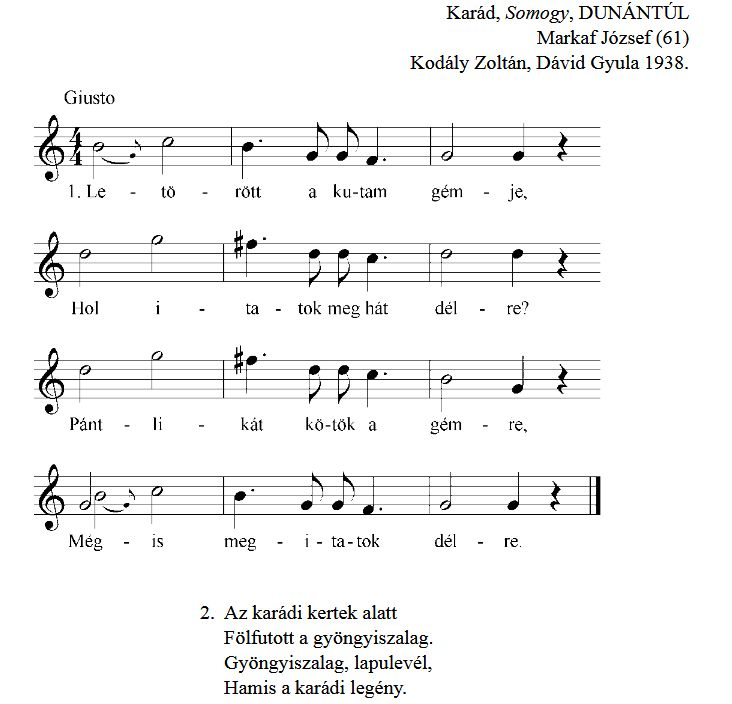 Karád, Somogy, DUNÁNTÚL
Markaf József (61)
Kodály Zoltán, Dávid Gyula 1938.
Giusto
4
4
1. Le - tö - rött a ku-tam gém - je,
Hol i - ta - tok meg hát dél - re?
Pánt - li - kát kö-tök a gém - re,
Még - is meg - i - ta-tok dél - re.
2. Az karádi kertek alatt
Fölfutott a gyöngyiszalag.
Gyöngyiszalag, lapulevél,
Hamis a karádi legény.